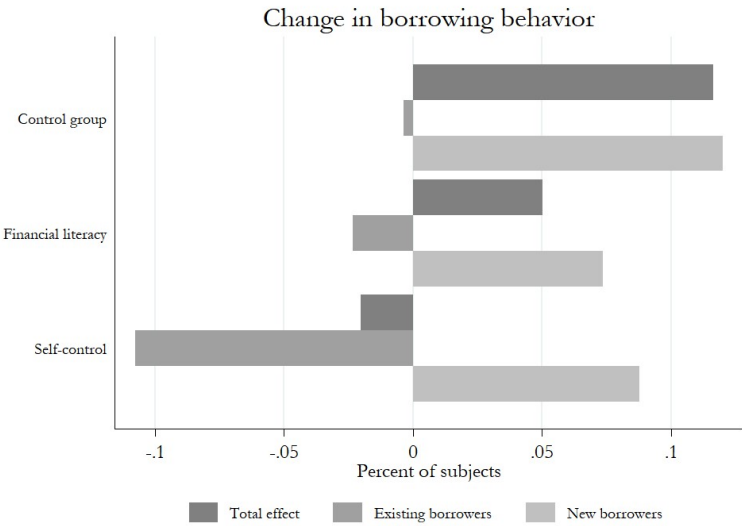 Change in borrowing behavior
Control group
Financial literacy
Self-control
-.1 -.05 0 .05 .1
Percent of subjects
Total effect Existing borrowers New borrowers